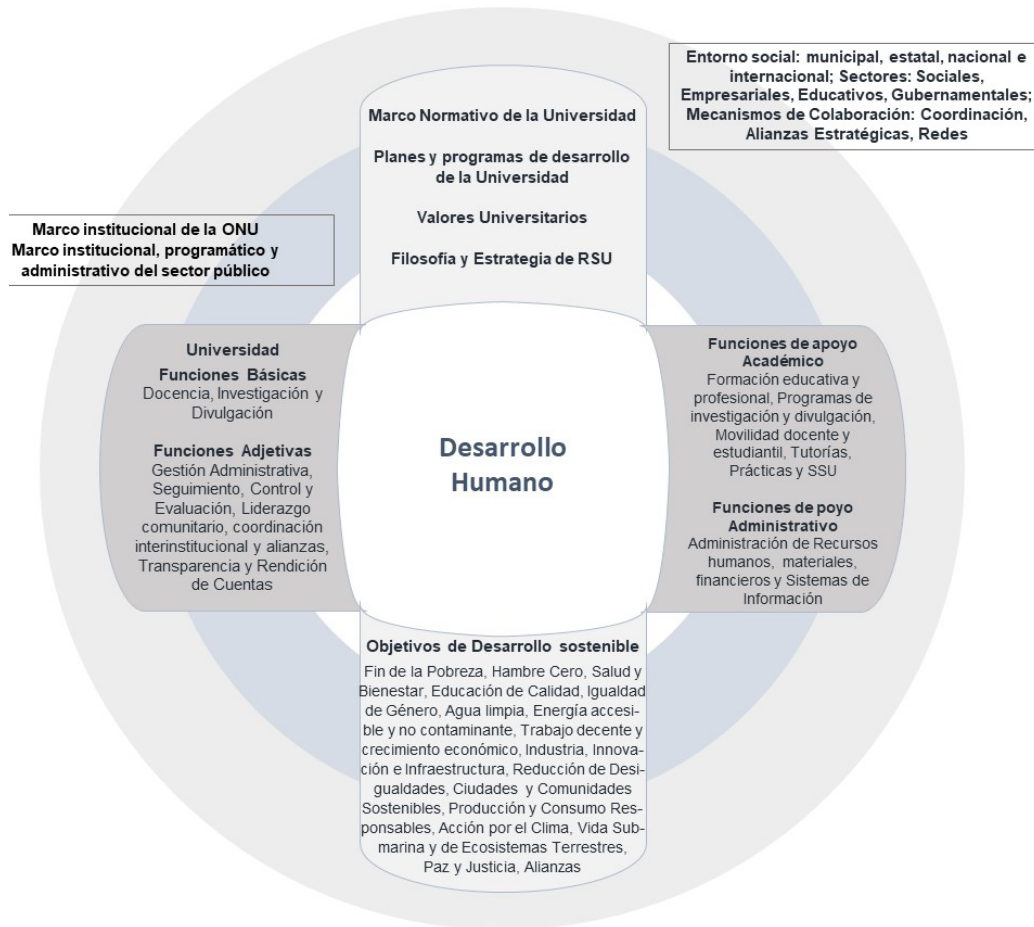 Entorno social: municipal, estatal, nacional e
internacional; Sectores: Sociales,
Empresariales, Educativos, Gubernamentales;
Mecanismos de Colaboración: Coordinación,
Alianzas Estratégicas, Redes
Marco Normativo de la Universidad
Planes y programas de desarrollo
de la Universidad
Valores Universitarios
Filosofía y Estrategia de RSU
Marco institucional de la ONU
Marco institucional, programático y
administrativo del sector público
Universidad
Funciones Básicas
Docencia, Investigación y
Divulgación
Funciones Adjetivas
Gestión Administrativa,
Seguimiento, Control y
Evaluación, Liderazgo
comunitario, coordinación
interinstitucional y alianzas,
Transparencia y Rendición
de Cuentas
Desarrollo
Humano
Funciones de apoyo
Académico
Formación educativa y
profesional, Programas de
investigación y divulgación,
Movilidad docente y
estudiantil, Tutorías,
Prácticas y SSU
Funciones de poyo
Administrativo
Administración de Recursos
humanos, materiales,
financieros y Sistemas de
Información
Objetivos de Desarrollo sostenible
Fin de la Pobreza, Hambre Cero, Salud y
Bienestar, Educación de Calidad, Igualdad
de Género, Agua limpia, Energía accesi-
ble y no contaminante, Trabajo decente y
crecimiento económico, Industria, Innova-
ción e Infraestructura, Reducción de Desi-
gualdades, Ciudades y Comunidades
Sostenibles, Producción y Consumo Res-
ponsables, Acción por el Clima, Vida Sub-
marina y de Ecosistemas Terrestres,
Paz y Justicia, Alianzas